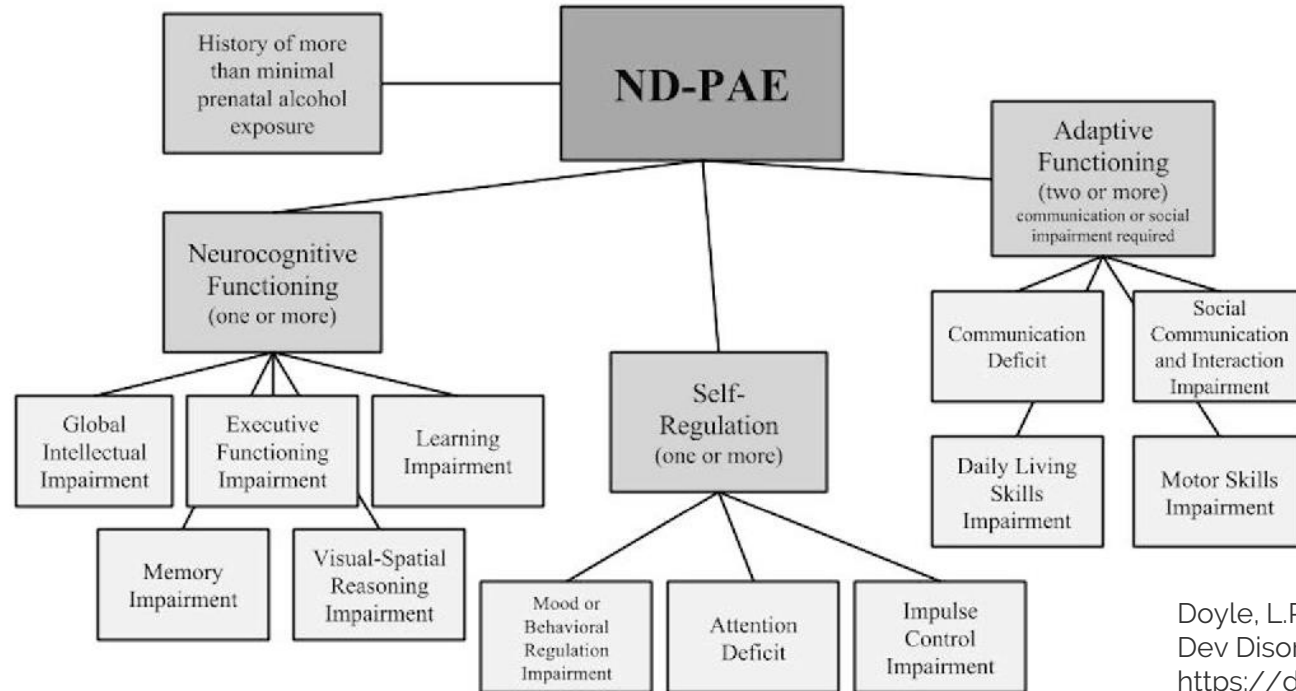 History of more
than minimal
prenatal alcohol
exposure
ND-PAE
Adaptive
Functioning
(two or more)
communication or social
impairment required
Neurocognitive
Functioning
(one or more)
Self-
Regulation
(one or more)
Communication
Deficit
Social
Communication
and Interaction
Impairment
Global
Intellectual
Impairment
Executive
Functioning
Impairment
Learning
Impairment
Daily Living
Skills
Impairment
Motor Skills
Impairment
Memory
Impairment
Visual-Spatial
Reasoning
Impairment
Mood or
Behavioral
Regulation
Impairment
Attention
Deficit
Impulse
Control
Impairment
Doyle, L.R
Dev Disor
https://d